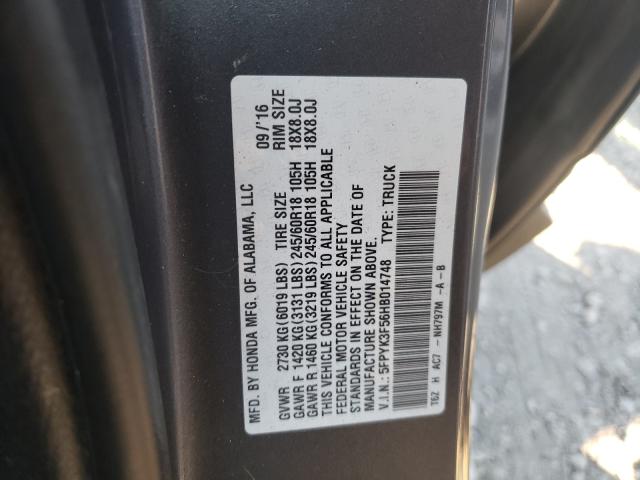 MFD. BY HONDA MFG. OF ALABAMA, LLC 09/'16
GVWR 2730 KG (6019 LBS) TIRE SIZE RIM SIZE
GAWR F 1420 KG (3131 LBS) 245/60R18 105H 18X8.0J
GAWR R 1460 KG (3219 LBS) 245/60R18 105H 18X8.0J
THIS VEHICLE CONFORMS TO ALL APPLICABLE
FEDERAL MOTOR VEHICLE SAFETY
STANDARDS IN EFFECT ON THE DATE OF
MANUFACTURE SHOWN ABOVE.
V.I.N.: 5FPYK3F56HB014748 TYPE: TRUCK
T6Z H AC7 - NH797M -A -B